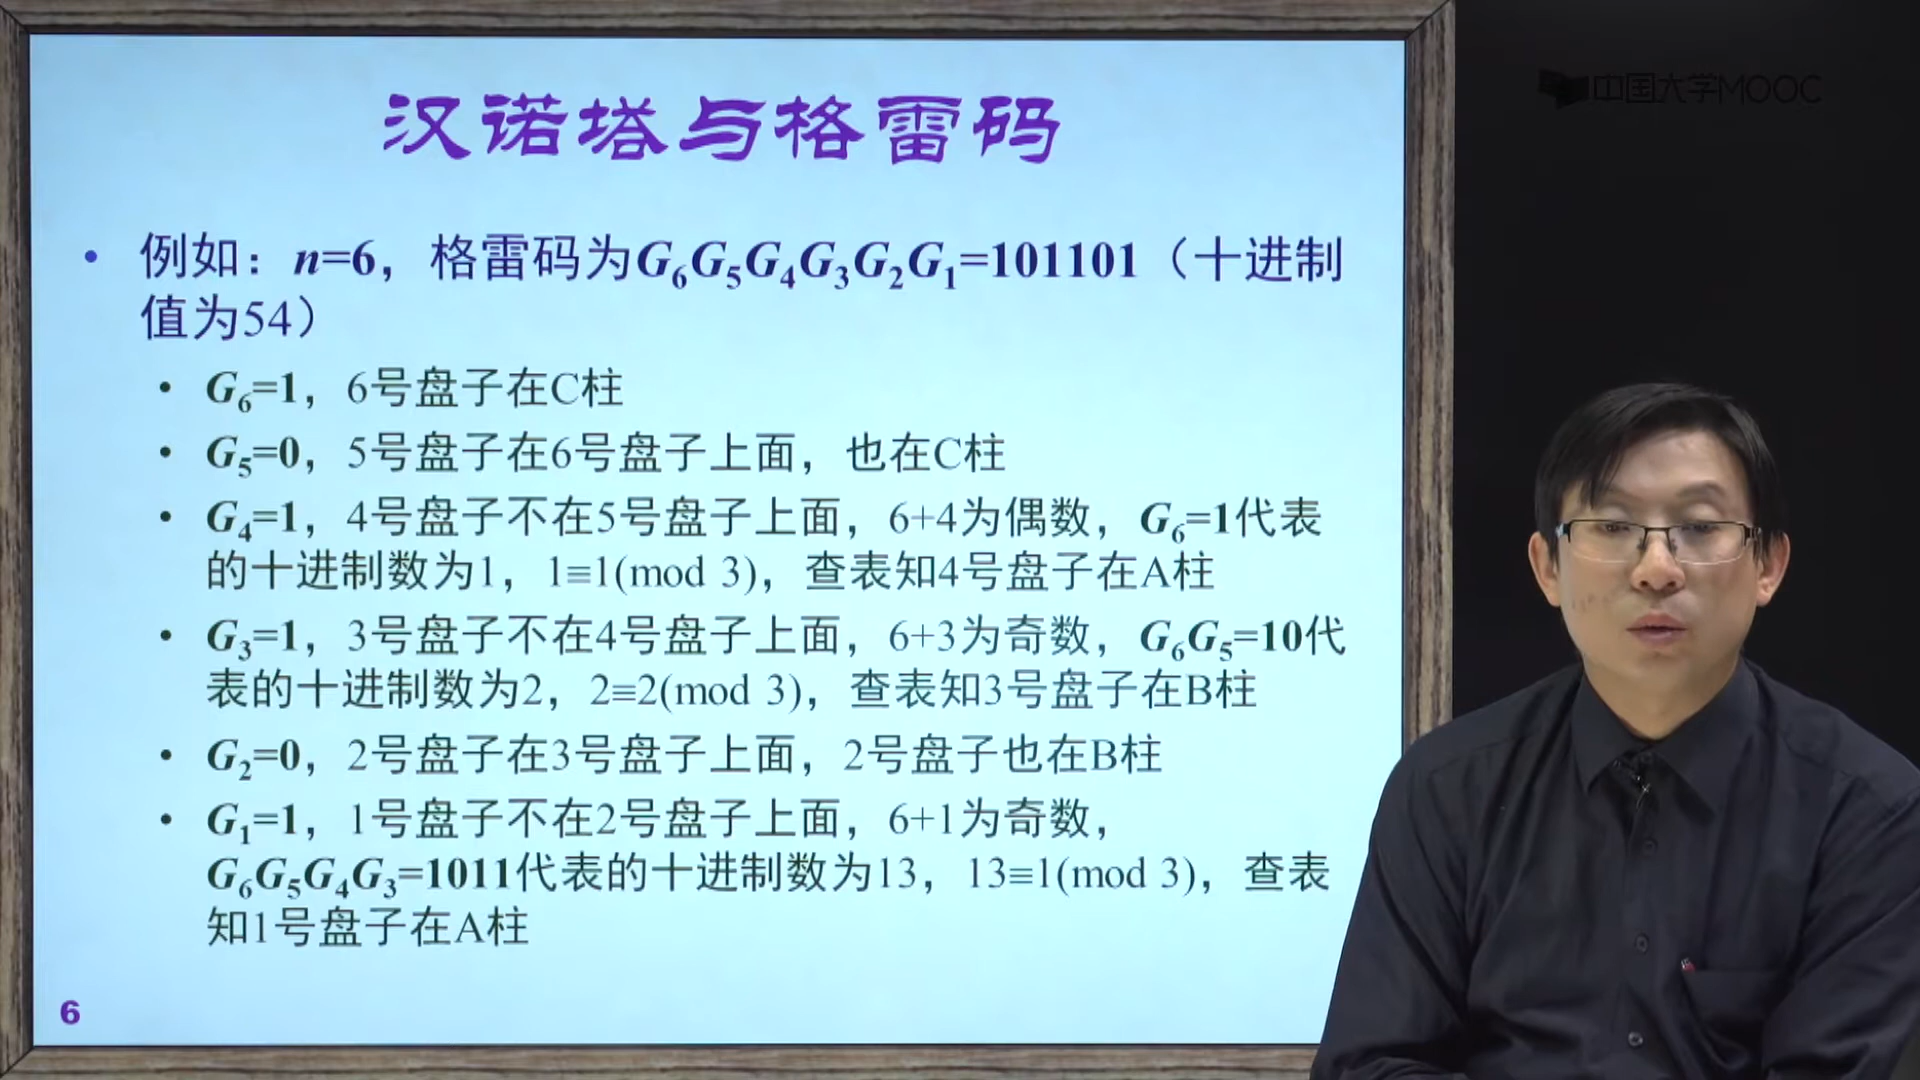 中国大学MOOC
汉诺塔与格雷码
• 例如：n=6，格雷码为G₆G₅G₄G₃G₂G₁=101101（十进制
值为54）
• G₆=1，6号盘子在C柱
• G₅=0，5号盘子在6号盘子上面，也在C柱
• G₄=1，4号盘子不在5号盘子上面，6+4为偶数，G₆=1代表
的十进制数为1，1≡1(mod 3)，查表知4号盘子在A柱
• G₃=1，3号盘子不在4号盘子上面，6+3为奇数，G₆G₅=10代
表的十进制数为2，2≡2(mod 3)，查表知3号盘子在B柱
• G₂=0，2号盘子在3号盘子上面，2号盘子也在B柱
• G₁=1，1号盘子不在2号盘子上面，6+1为奇数，
G₆G₅G₄G₃=1011代表的十进制数为13，13≡1(mod 3)，查表
知1号盘子在A柱
6